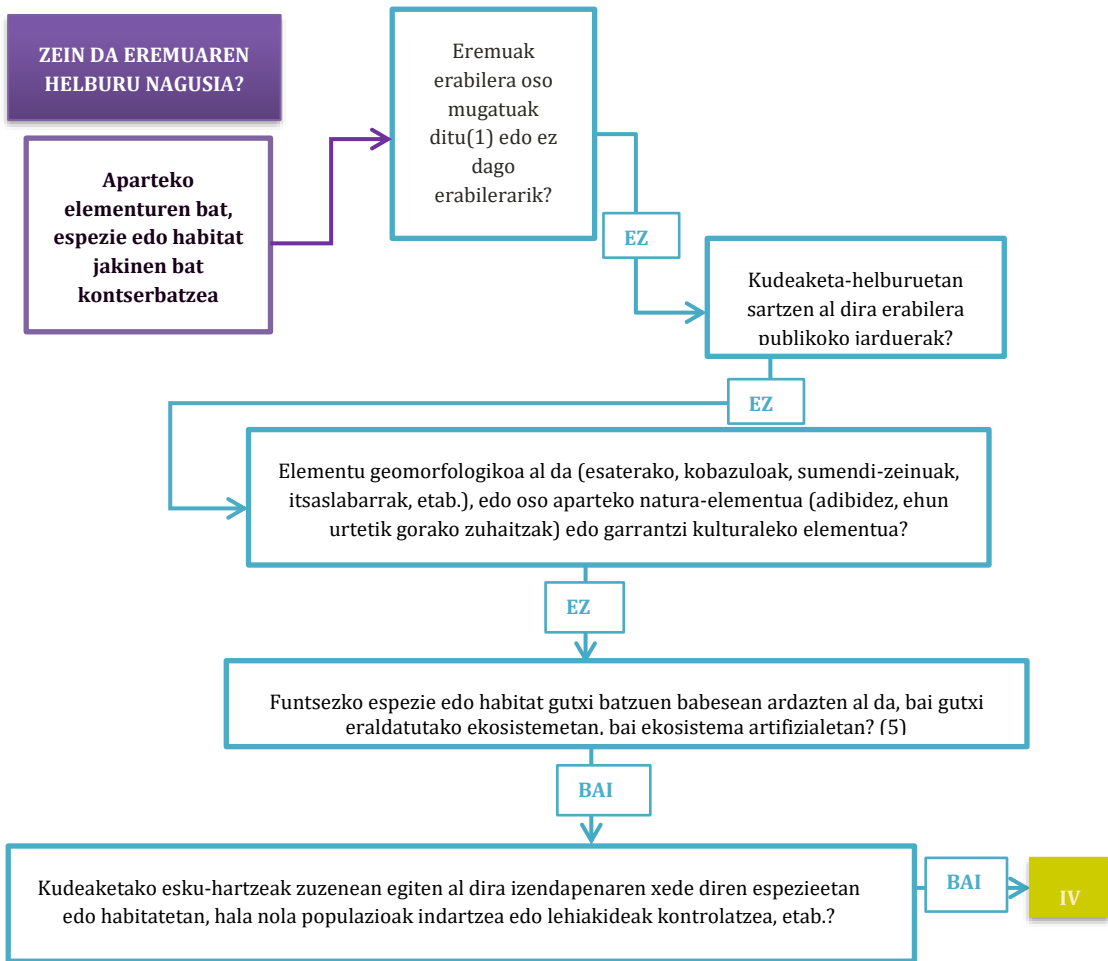 ZEIN DA EREMUAREN
HELBURU NAGUSIA?
Aparteko
elementuren bat,
espezie edo habitat
jakinen bat
kontserbatzea
Eremuak
erabilera oso
mugatuak
ditu(1) edo ez
dago
erabilerarik?
EZ
Kudeaketa-helburuetan
sartzen al dira erabilera
publikoko jarduerak?
EZ
Elementu geomorfologikoa al da (esaterako, kobazuloak, sumendi-zeinuak,
itsaslabarrak, etab.), edo oso aparteko natura-elementua (adibidez, ehun
urtetik gorako zuhaitzak) edo garrantzi kulturaleko elementua?
EZ
Funtsezko espezie edo habitat gutxi batzuen babesean ardazten al da, bai gutxi
eraldatutako ekosistemetan, bai ekosistema artifizialetan? (5)
BAI
Kudeaketako esku-hartzeak zuzenean egiten al dira izendapenaren xede diren espezieetan
edo habitatetan, hala nola populazioak indartzea edo lehiakideak kontrolatzea, etab.?
BAI
IV